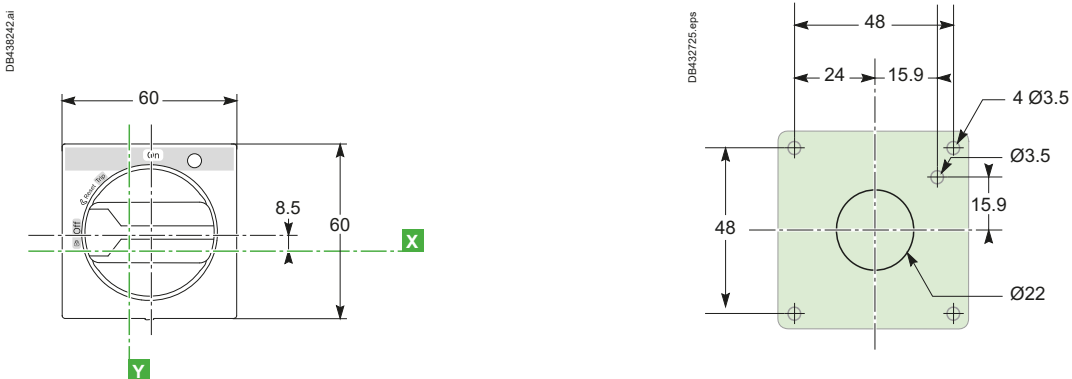 DB438242.ai
60
On
Reset Trip
Off
8.5
60
X
Y
DB432725.eps
48
24
15.9
4 Ø3.5
Ø3.5
15.9
48
Ø22